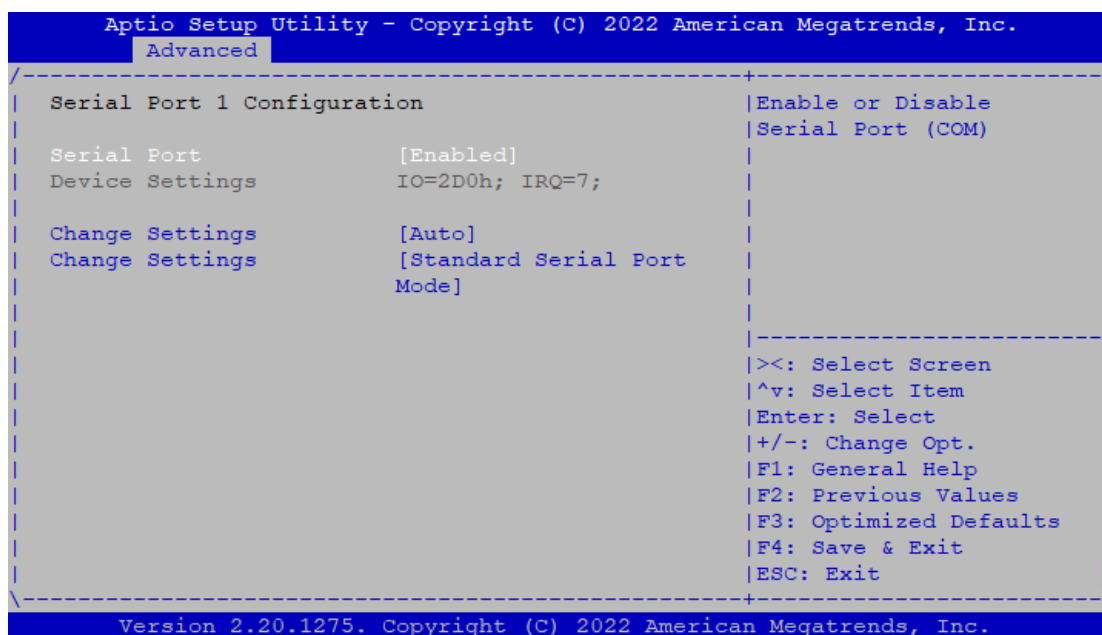 Aptio Setup Utility - Copyright (C) 2022 American Megatrends, Inc.
Advanced
Serial Port 1 Configuration
Serial Port [Enabled]
Device Settings IO=2D0h; IRQ=7;
Change Settings [Auto]
Change Settings [Standard Serial Port
Mode]
Enable or Disable
Serial Port (COM)
><: Select Screen
^v: Select Item
Enter: Select
+/-: Change Opt.
F1: General Help
F2: Previous Values
F3: Optimized Defaults
F4: Save & Exit
ESC: Exit
Version 2.20.1275. Copyright (C) 2022 American Megatrends, Inc.